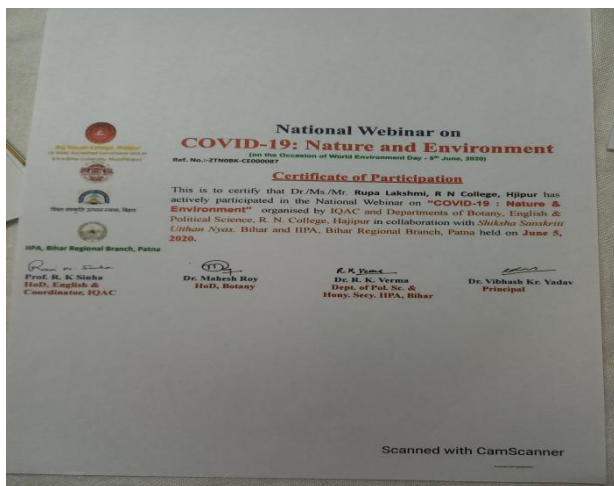 National Webinar on
COVID-19: Nature and Environment
(on the Occasion of World Environment Day - 5th June, 2020)
Ref. No.:-ZTN0BK-CE000087
Certificate of Participation
This is to certify that Dr./Ms./Mr. Rupa Lakshmi, R N College, Hjipur has
actively participated in the National Webinar on "COVID-19 : Nature &
Environment" organised by IQAC and Departments of Botany, English &
Political Science, R. N. College, Hajipur in collaboration with Shiksha Sanskriti
Utthan Nyas, Bihar and IIPA, Bihar Regional Branch, Patna held on June 5,
2020.
Raj Narain College, Hajipur
शिक्षा संस्कृति उत्थान न्यास, बिहार
IIPA, Bihar Regional Branch, Patna
Prof. R. K Sinha
HoD, English &
Coordinator, IQAC
Dr. Mahesh Roy
HoD, Botany
R.K. Verma
Dr. R. K. Verma
Dept. of Pol. Sc. &
Hony. Secy. IIPA, Bihar
Dr. Vibhash Kr. Yadav
Principal
Scanned with CamScanner